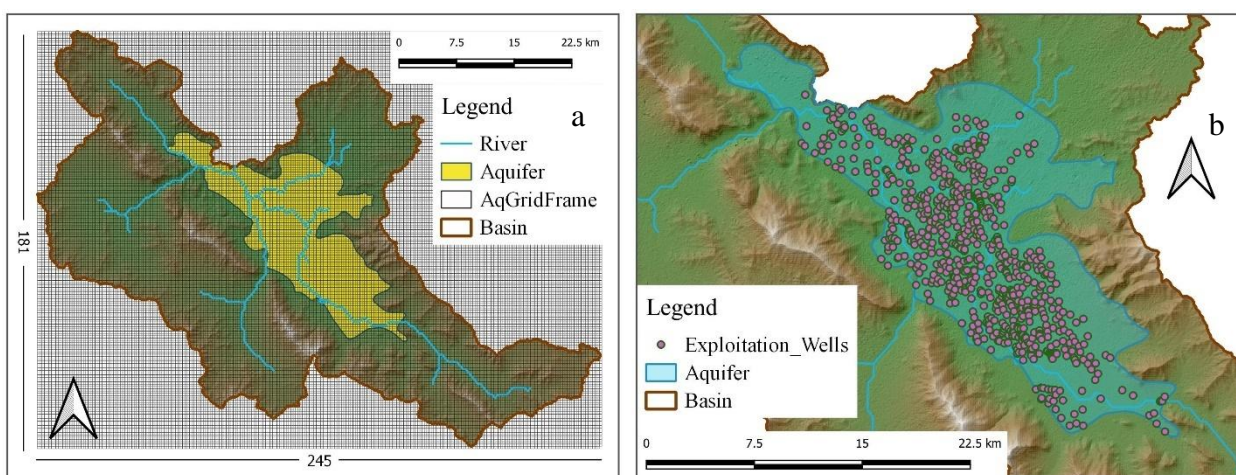 0 7.5 15 22.5 km
Legend
a
River
Aquifer
AqGridFrame
Basin
181
245
b
Legend
Exploitation_Wells
Aquifer
Basin
0 7.5 15 22.5 km